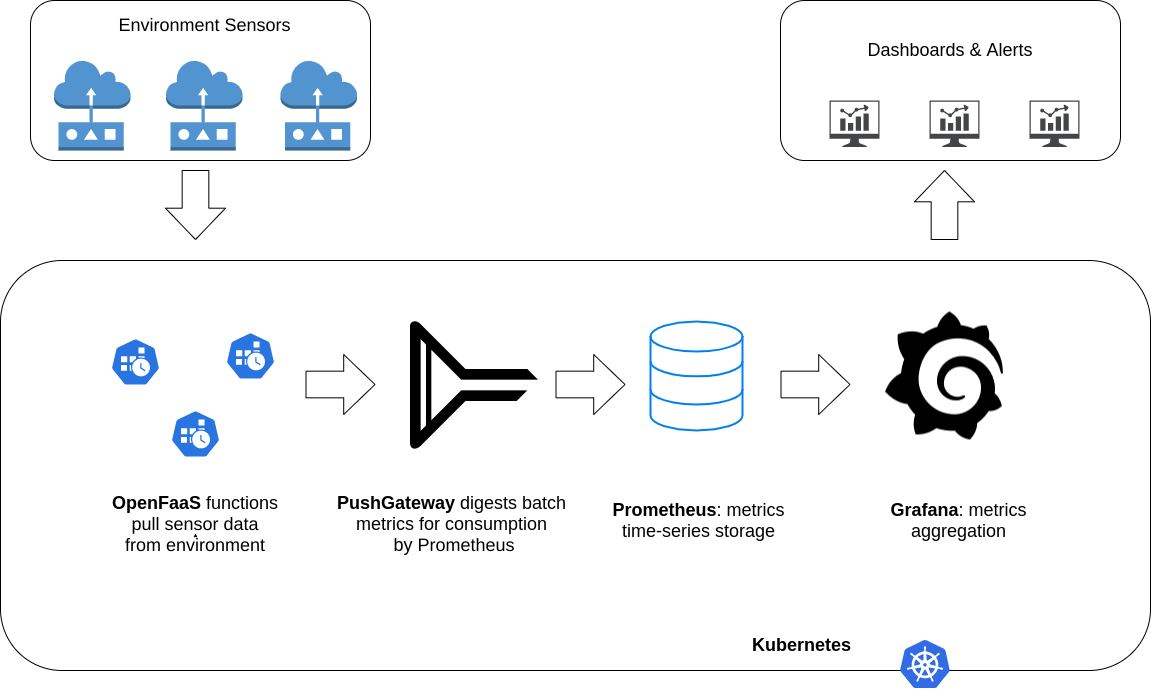 Environment Sensors
Dashboards & Alerts
OpenFaaS functions
pull sensor data
from environment
PushGateway digests batch
metrics for consumption
by Prometheus
Prometheus: metrics
time-series storage
Grafana: metrics
aggregation
Kubernetes